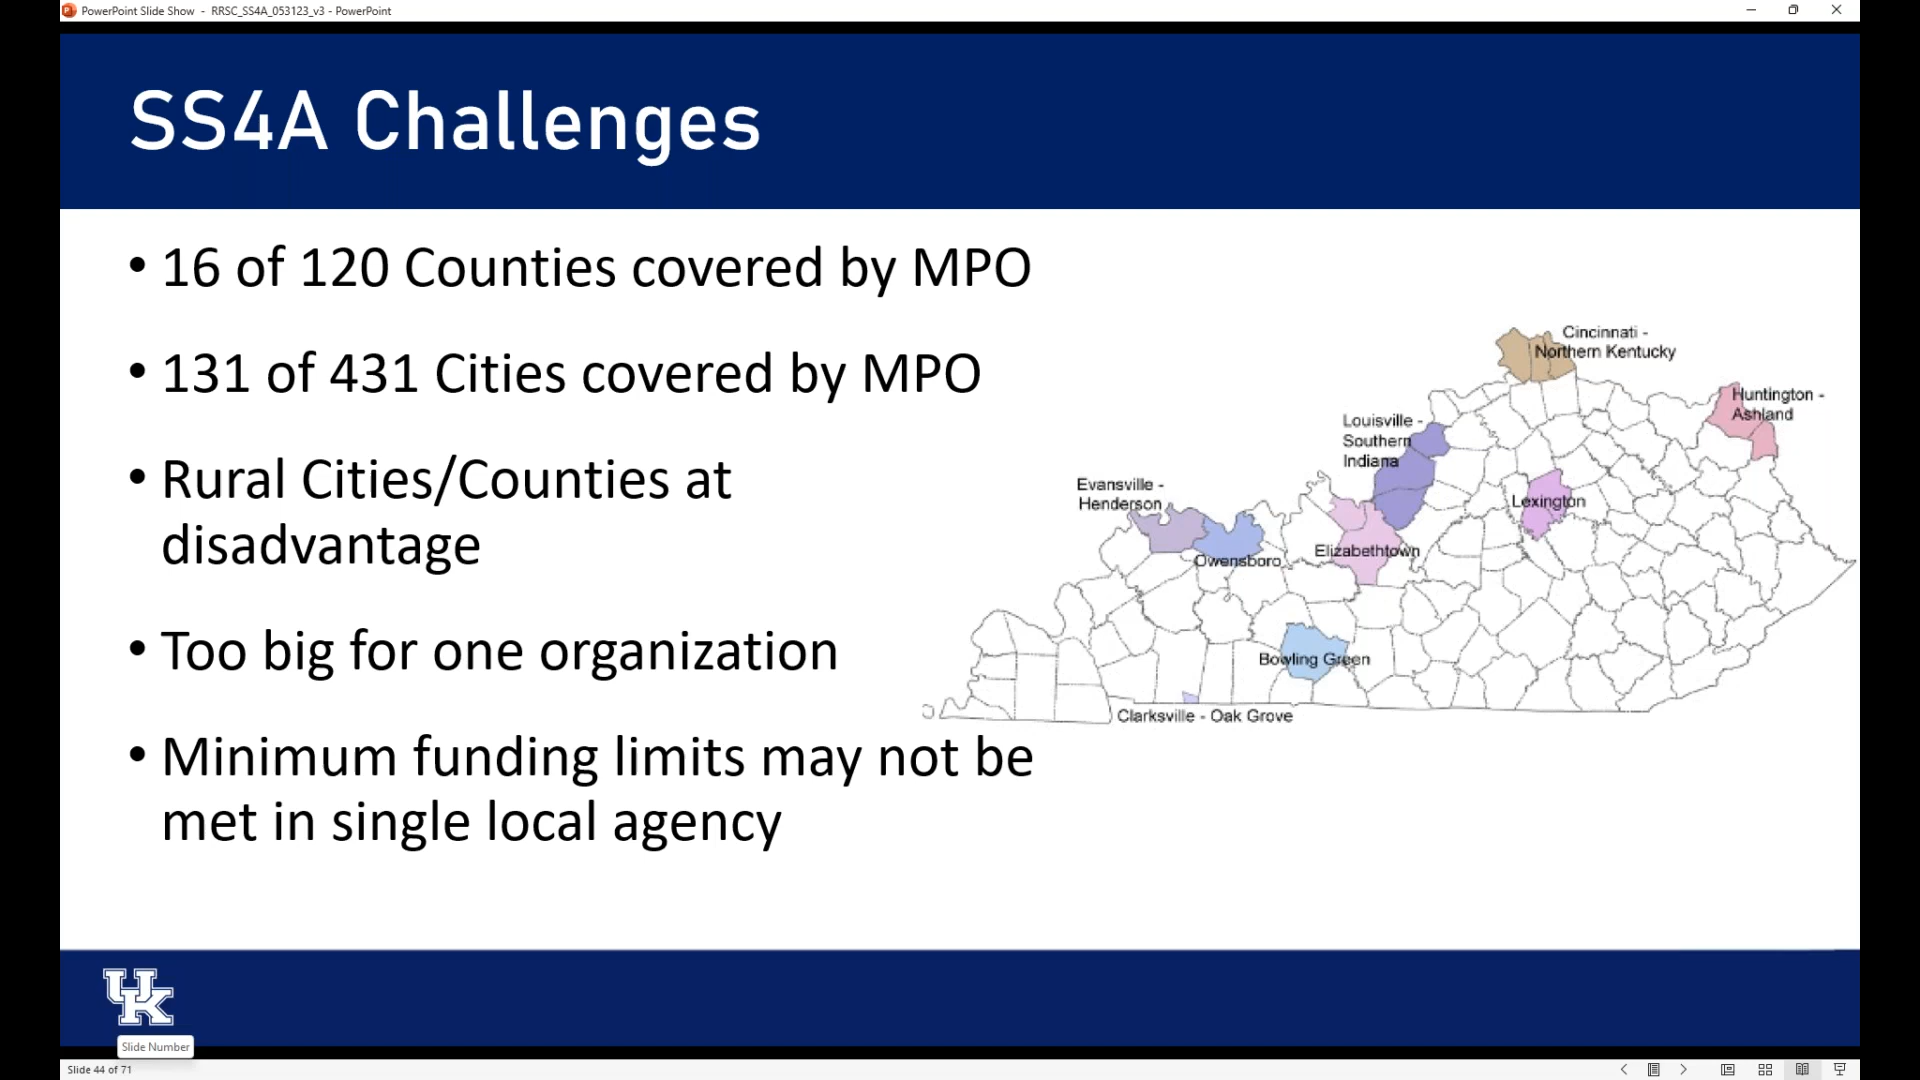 PowerPoint Slide Show - RRSC_SS4A_053123_v3 - PowerPoint
SS4A Challenges
• 16 of 120 Counties covered by MPO
• 131 of 431 Cities covered by MPO
• Rural Cities/Counties at
disadvantage
• Too big for one organization
• Minimum funding limits may not be
met in single local agency
Cincinnati -
Northern Kentucky
Huntington -
Ashland
Louisville -
Southern
Indiana
Evansville -
Henderson
Lexington
Elizabethtown
Owensboro
Bowling Green
Clarksville - Oak Grove
UK
Slide Number
Slide 44 of 71